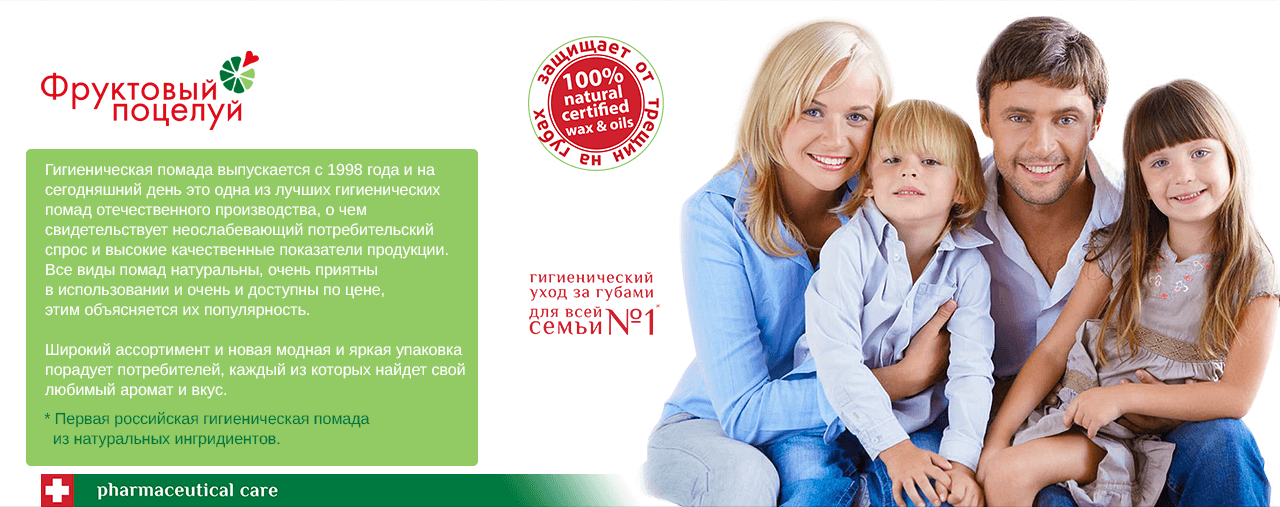 Фруктовый
поцелуй
Гигиеническая помада выпускается с 1998 года и на
сегодняшний день это одна из лучших гигиенических
помад отечественного производства, о чем
свидетельствует неослабевающий потребительский
спрос и высокие качественные показатели продукции.
Все виды помад натуральны, очень приятны
в использовании и очень и доступны по цене,
этим объясняется их популярность.
Широкий ассортимент и новая модная и яркая упаковка
порадует потребителей, каждый из которых найдет свой
любимый аромат и вкус.
* Первая российская гигиеническая помада
из натуральных ингридиентов.
pharmaceutical care
защищает от трещин на губах
100%
natural
certified
wax & oils
гигиенический
уход за губами
для всей
семьи №1*